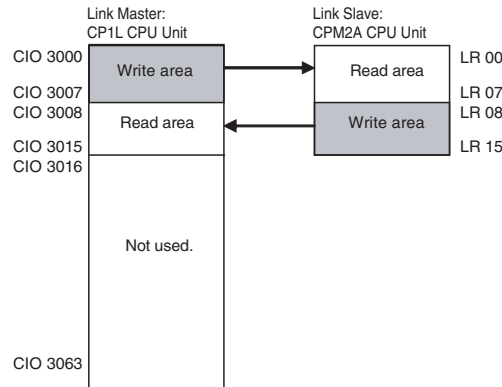 Link Master:
CP1L CPU Unit
Link Slave:
CPM2A CPU Unit
CIO 3000
Write area
Read area
LR 00
CIO 3007
LR 07
CIO 3008
Read area
Write area
LR 08
CIO 3015
LR 15
CIO 3016
Not used.
CIO 3063